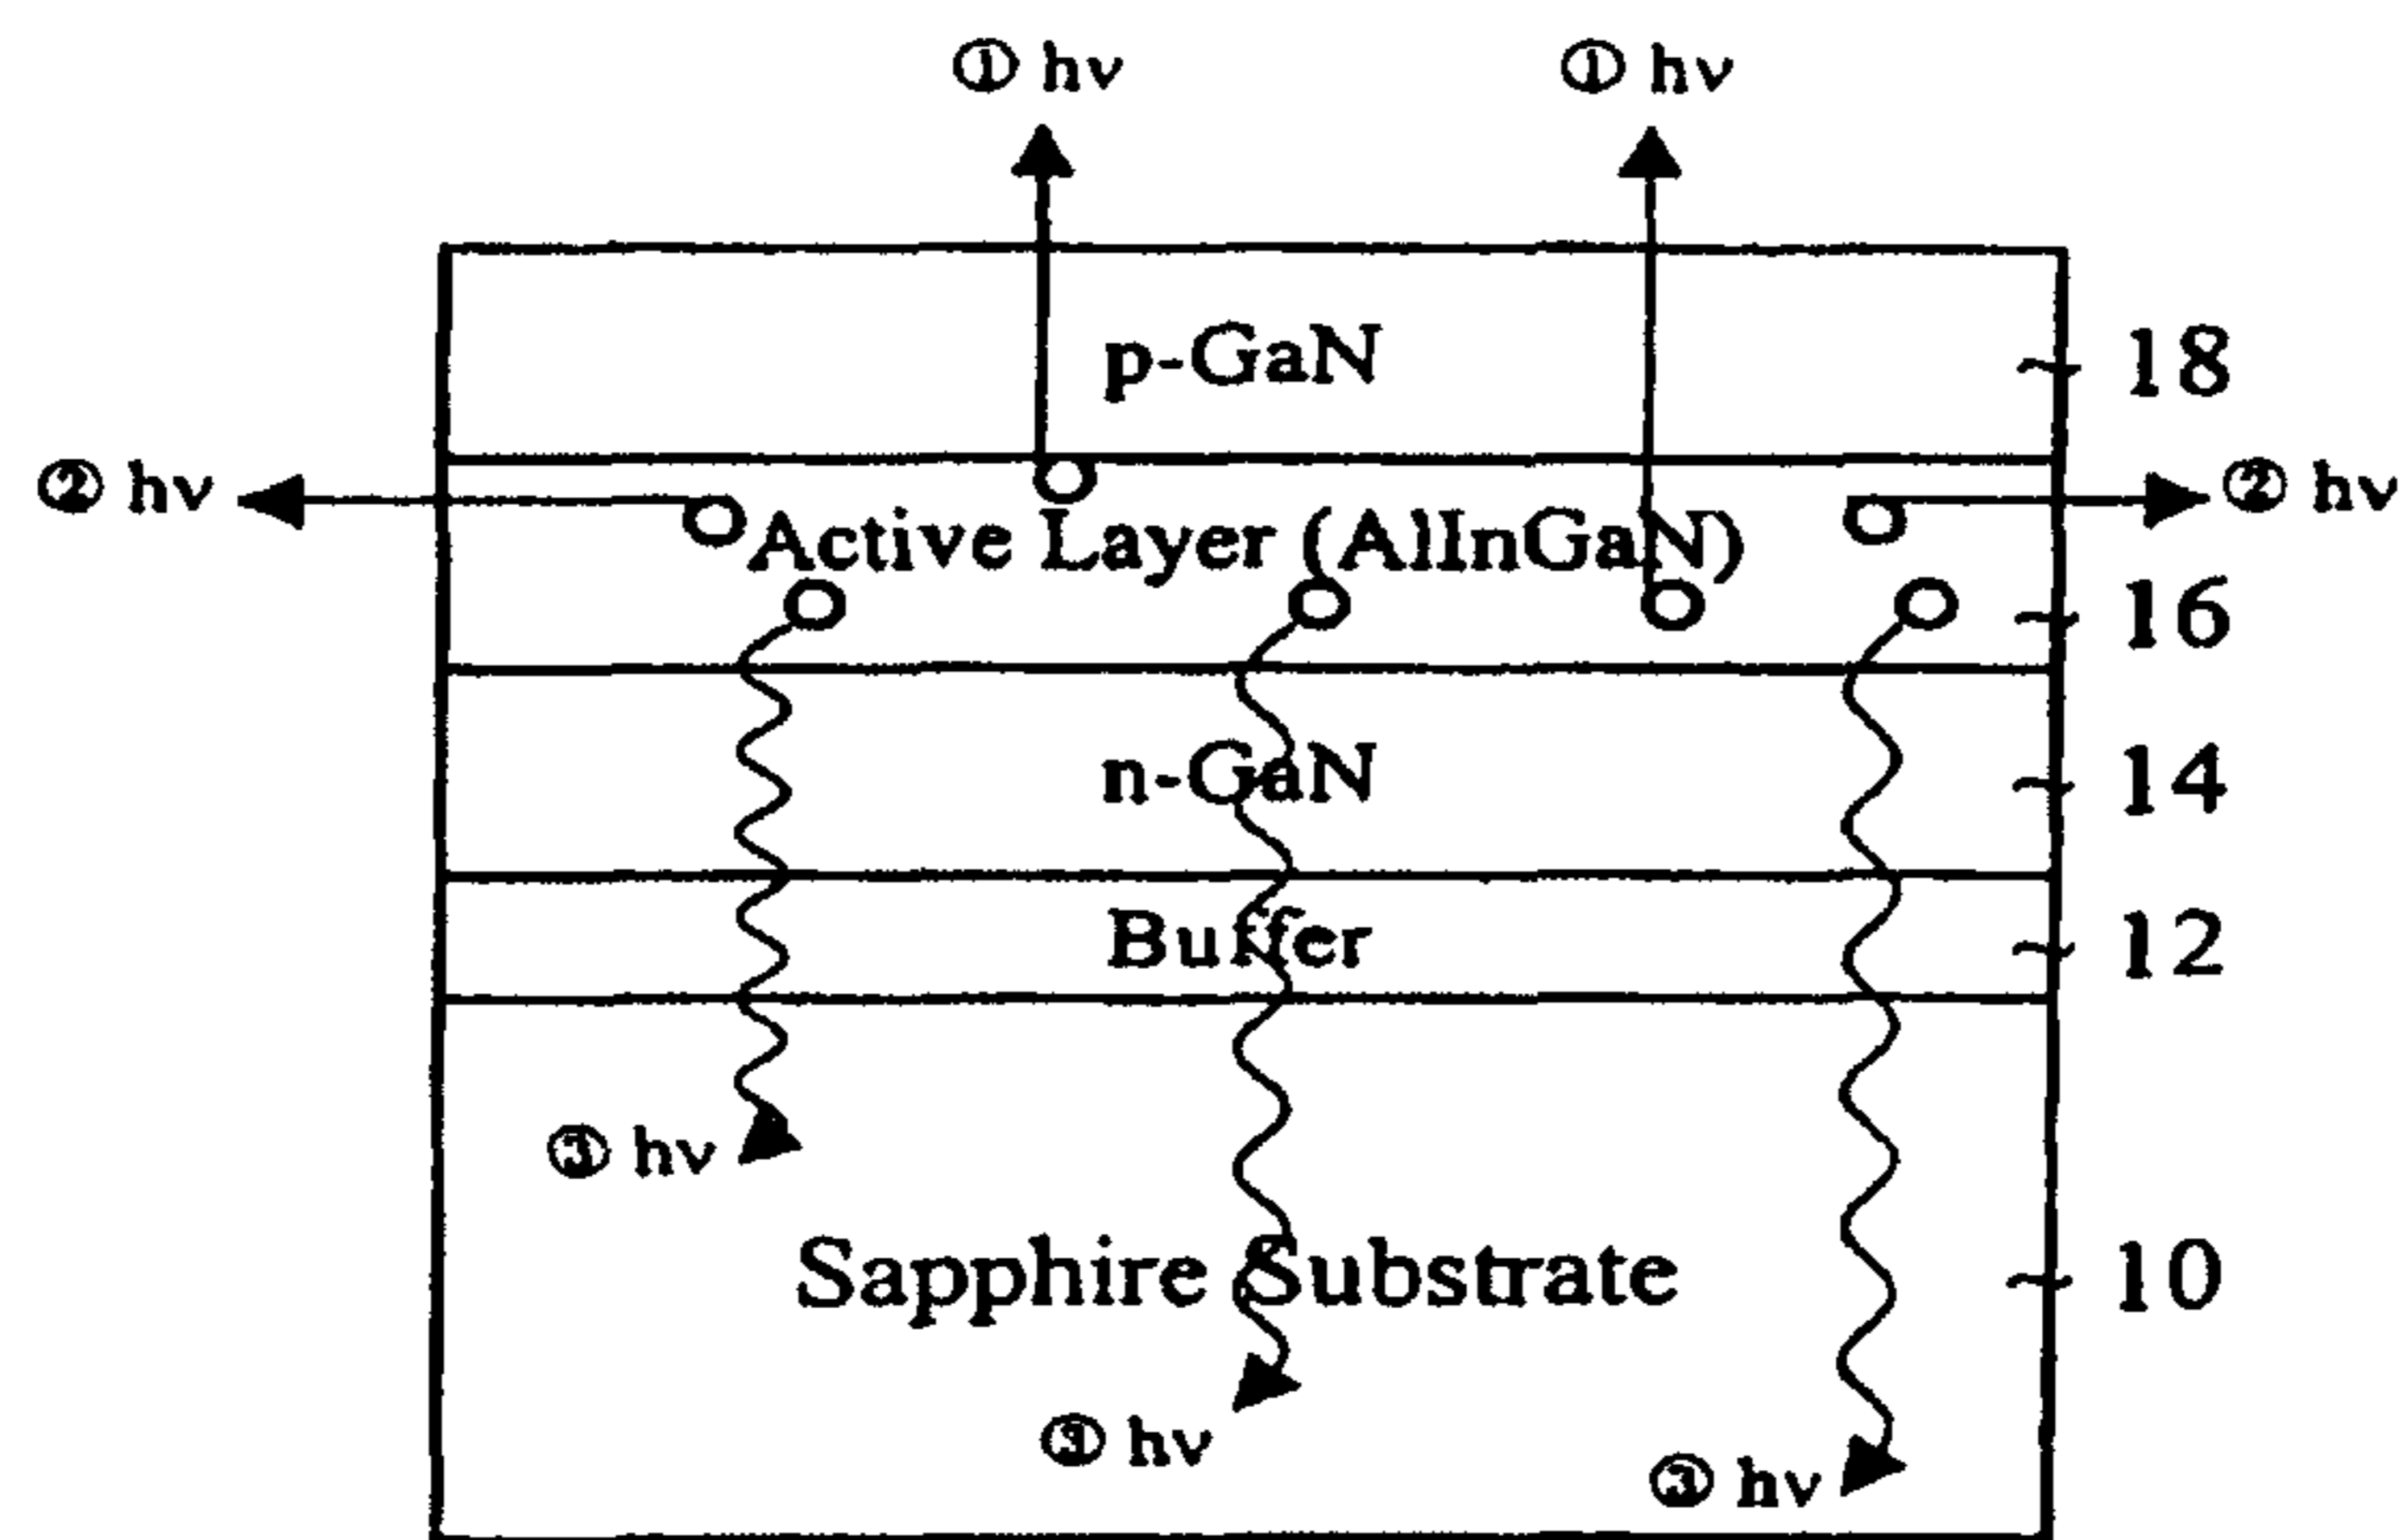 ① hν ① hν
p-GaN 18
② hν ② hν
Active Layer (AlInGaN)
16
n-GaN 14
Buffer 12
③ hν
Sapphire Substrate 10
③ hν
③ hν